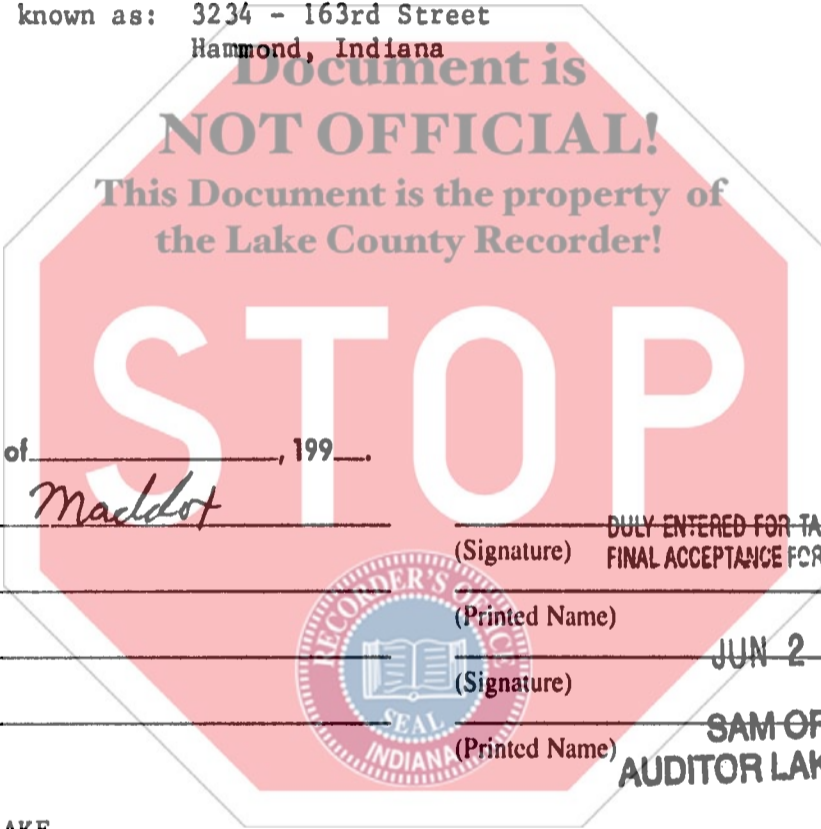 known as: 3234 - 163rd Street
Hammond, Indiana
Document is
NOT OFFICIAL!
This Document is the property of
the Lake County Recorder!
STOP
of , 199 .
Maddox
DULY ENTERED FOR TA
(Signature) FINAL ACCEPTANCE FOR
(Printed Name)
JUN 2
(Signature)
SAM OR
(Printed Name)
AUDITOR LAK
RECORDER'S OFFICE
SEAL
INDIANA
AKE